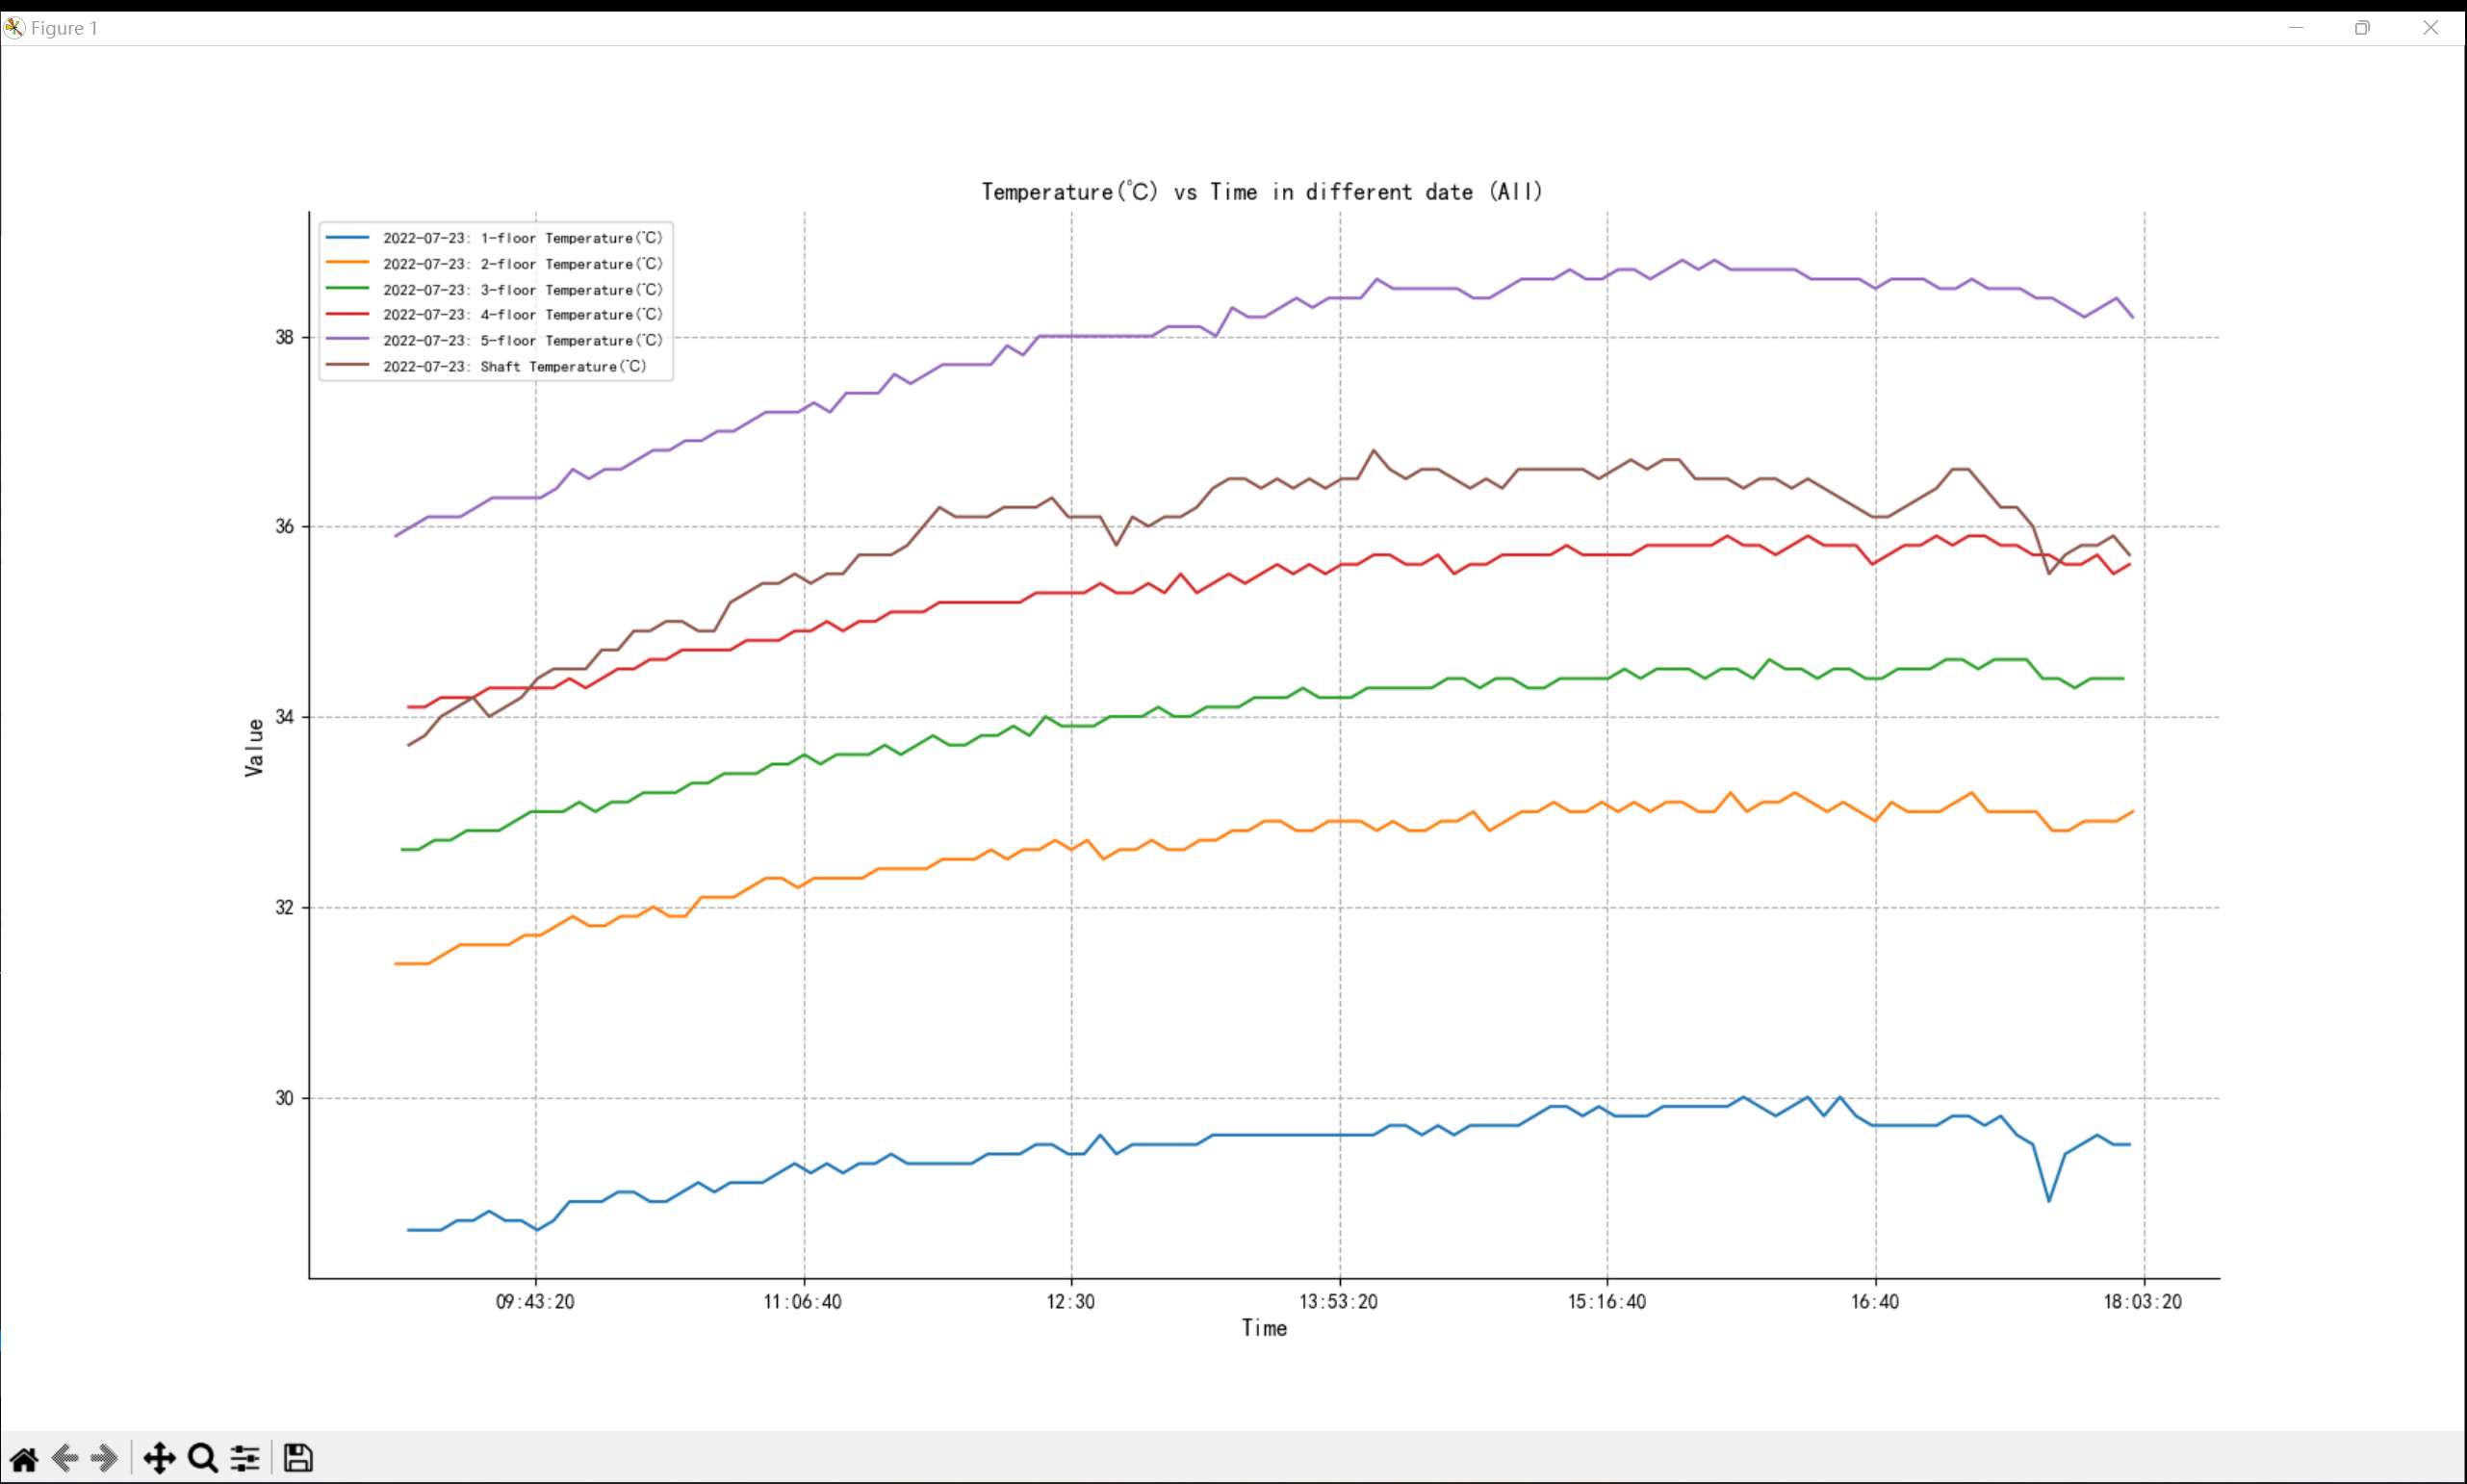 Figure 1
Temperature(℃) vs Time in different date (All)
2022-07-23: 1-floor Temperature(℃)
2022-07-23: 2-floor Temperature(℃)
2022-07-23: 3-floor Temperature(℃)
2022-07-23: 4-floor Temperature(℃)
2022-07-23: 5-floor Temperature(℃)
2022-07-23: Shaft Temperature(℃)
38
36
34
32
30
Value
09:43:20 11:06:40 12:30 13:53:20 15:16:40 16:40 18:03:20
Time